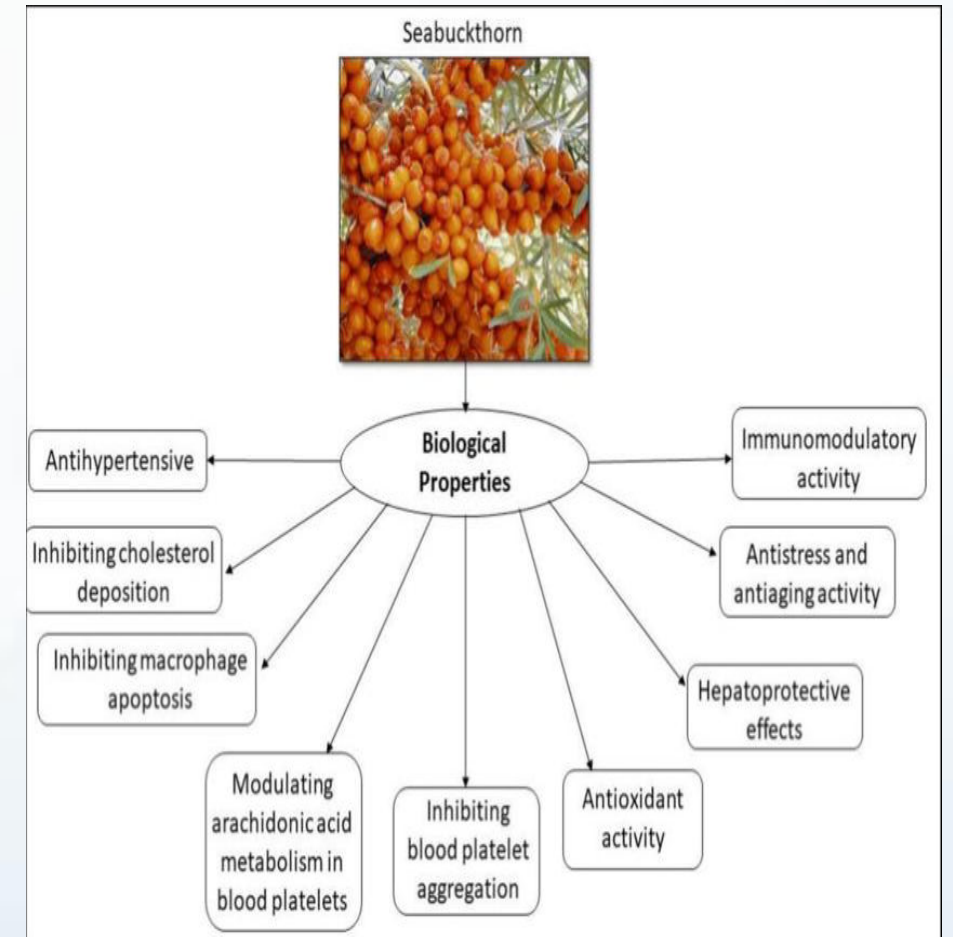 Seabuckthorn
Biological
Properties
Antihypertensive
Inhibiting cholesterol
deposition
Inhibiting macrophage
apoptosis
Modulating
arachidonic acid
metabolism in
blood platelets
Inhibiting
blood platelet
aggregation
Antioxidant
activity
Hepatoprotective
effects
Antistress and
antiaging activity
Immunomodulatory
activity